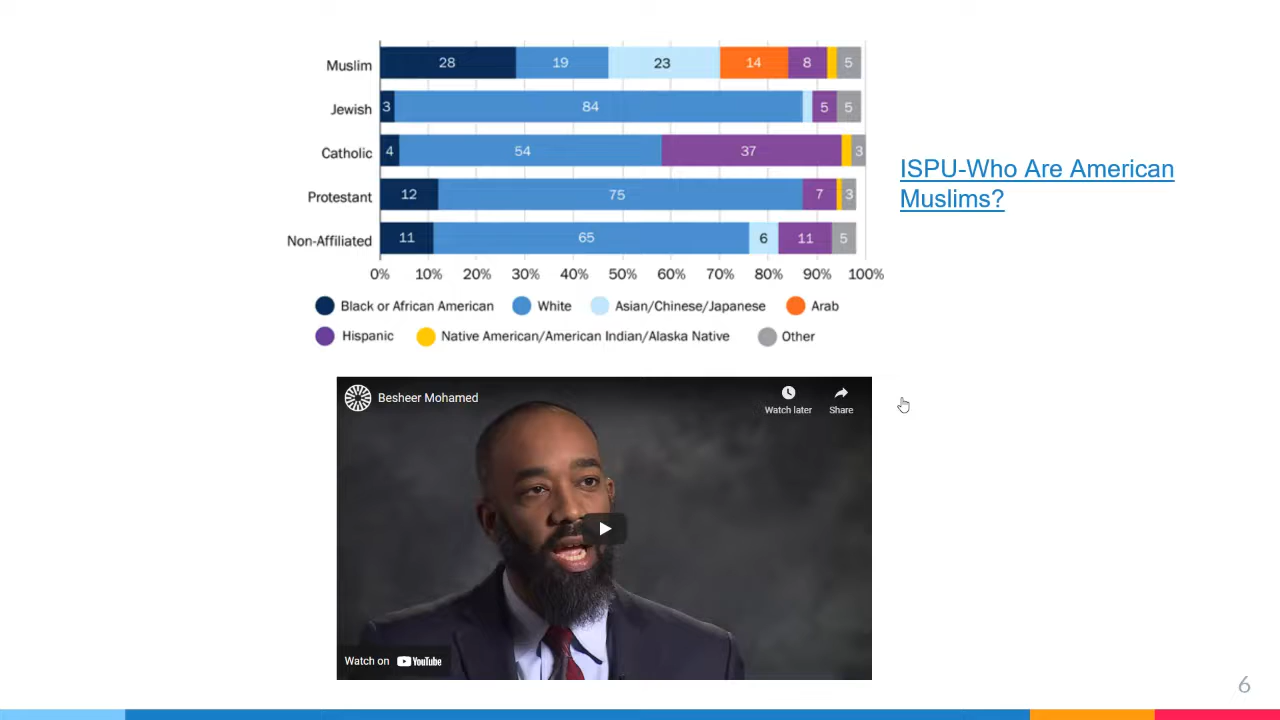 Muslim 28 19 23 14 8 5
Jewish 3 84 5 5
Catholic 4 54 37 3
Protestant 12 75 7 3
Non-Affiliated 11 65 6 11 5
0% 10% 20% 30% 40% 50% 60% 70% 80% 90% 100%
Black or African American White Asian/Chinese/Japanese Arab
Hispanic Native American/American Indian/Alaska Native Other
ISPU-Who Are American
Muslims?
Besheer Mohamed
Watch later Share
Watch on YouTube
6